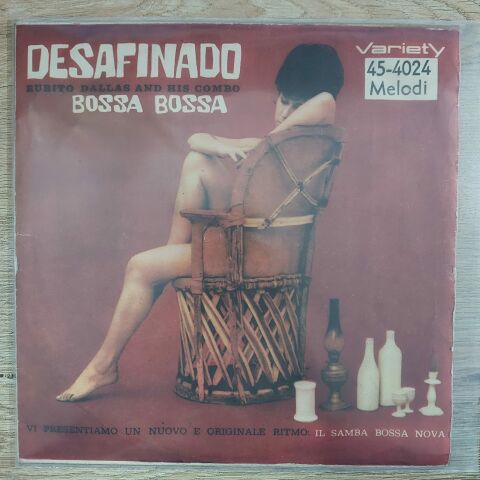 DESAFINADO
RUBITO DALLAS AND HIS COMBO
BOSSA BOSSA
Variety
45-4024
Melodi
VI PRESENTIAMO UN NUOVO E ORIGINALE RITMO: IL SAMBA BOSSA NOVA